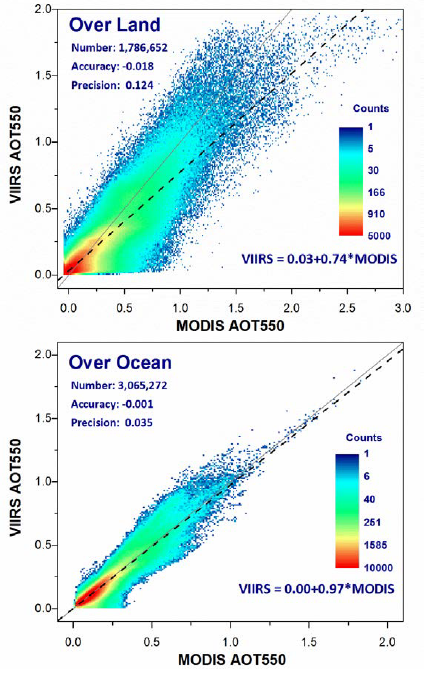 Over Land
Number: 1,786,652
Accuracy: -0.018
Precision: 0.124
Counts
1
5
30
166
910
5000
VIIRS = 0.03+0.74*MODIS
VIIRS AOT550
2.0
1.5
1.0
0.5
0.0
0.0 0.5 1.0 1.5 2.0 2.5 3.0
MODIS AOT550
Over Ocean
Number: 3,065,272
Accuracy: -0.001
Precision: 0.035
Counts
1
6
40
251
1585
10000
VIIRS = 0.00+0.97*MODIS
VIIRS AOT550
2.0
1.5
1.0
0.5
0.0
0.0 0.5 1.0 1.5 2.0
MODIS AOT550